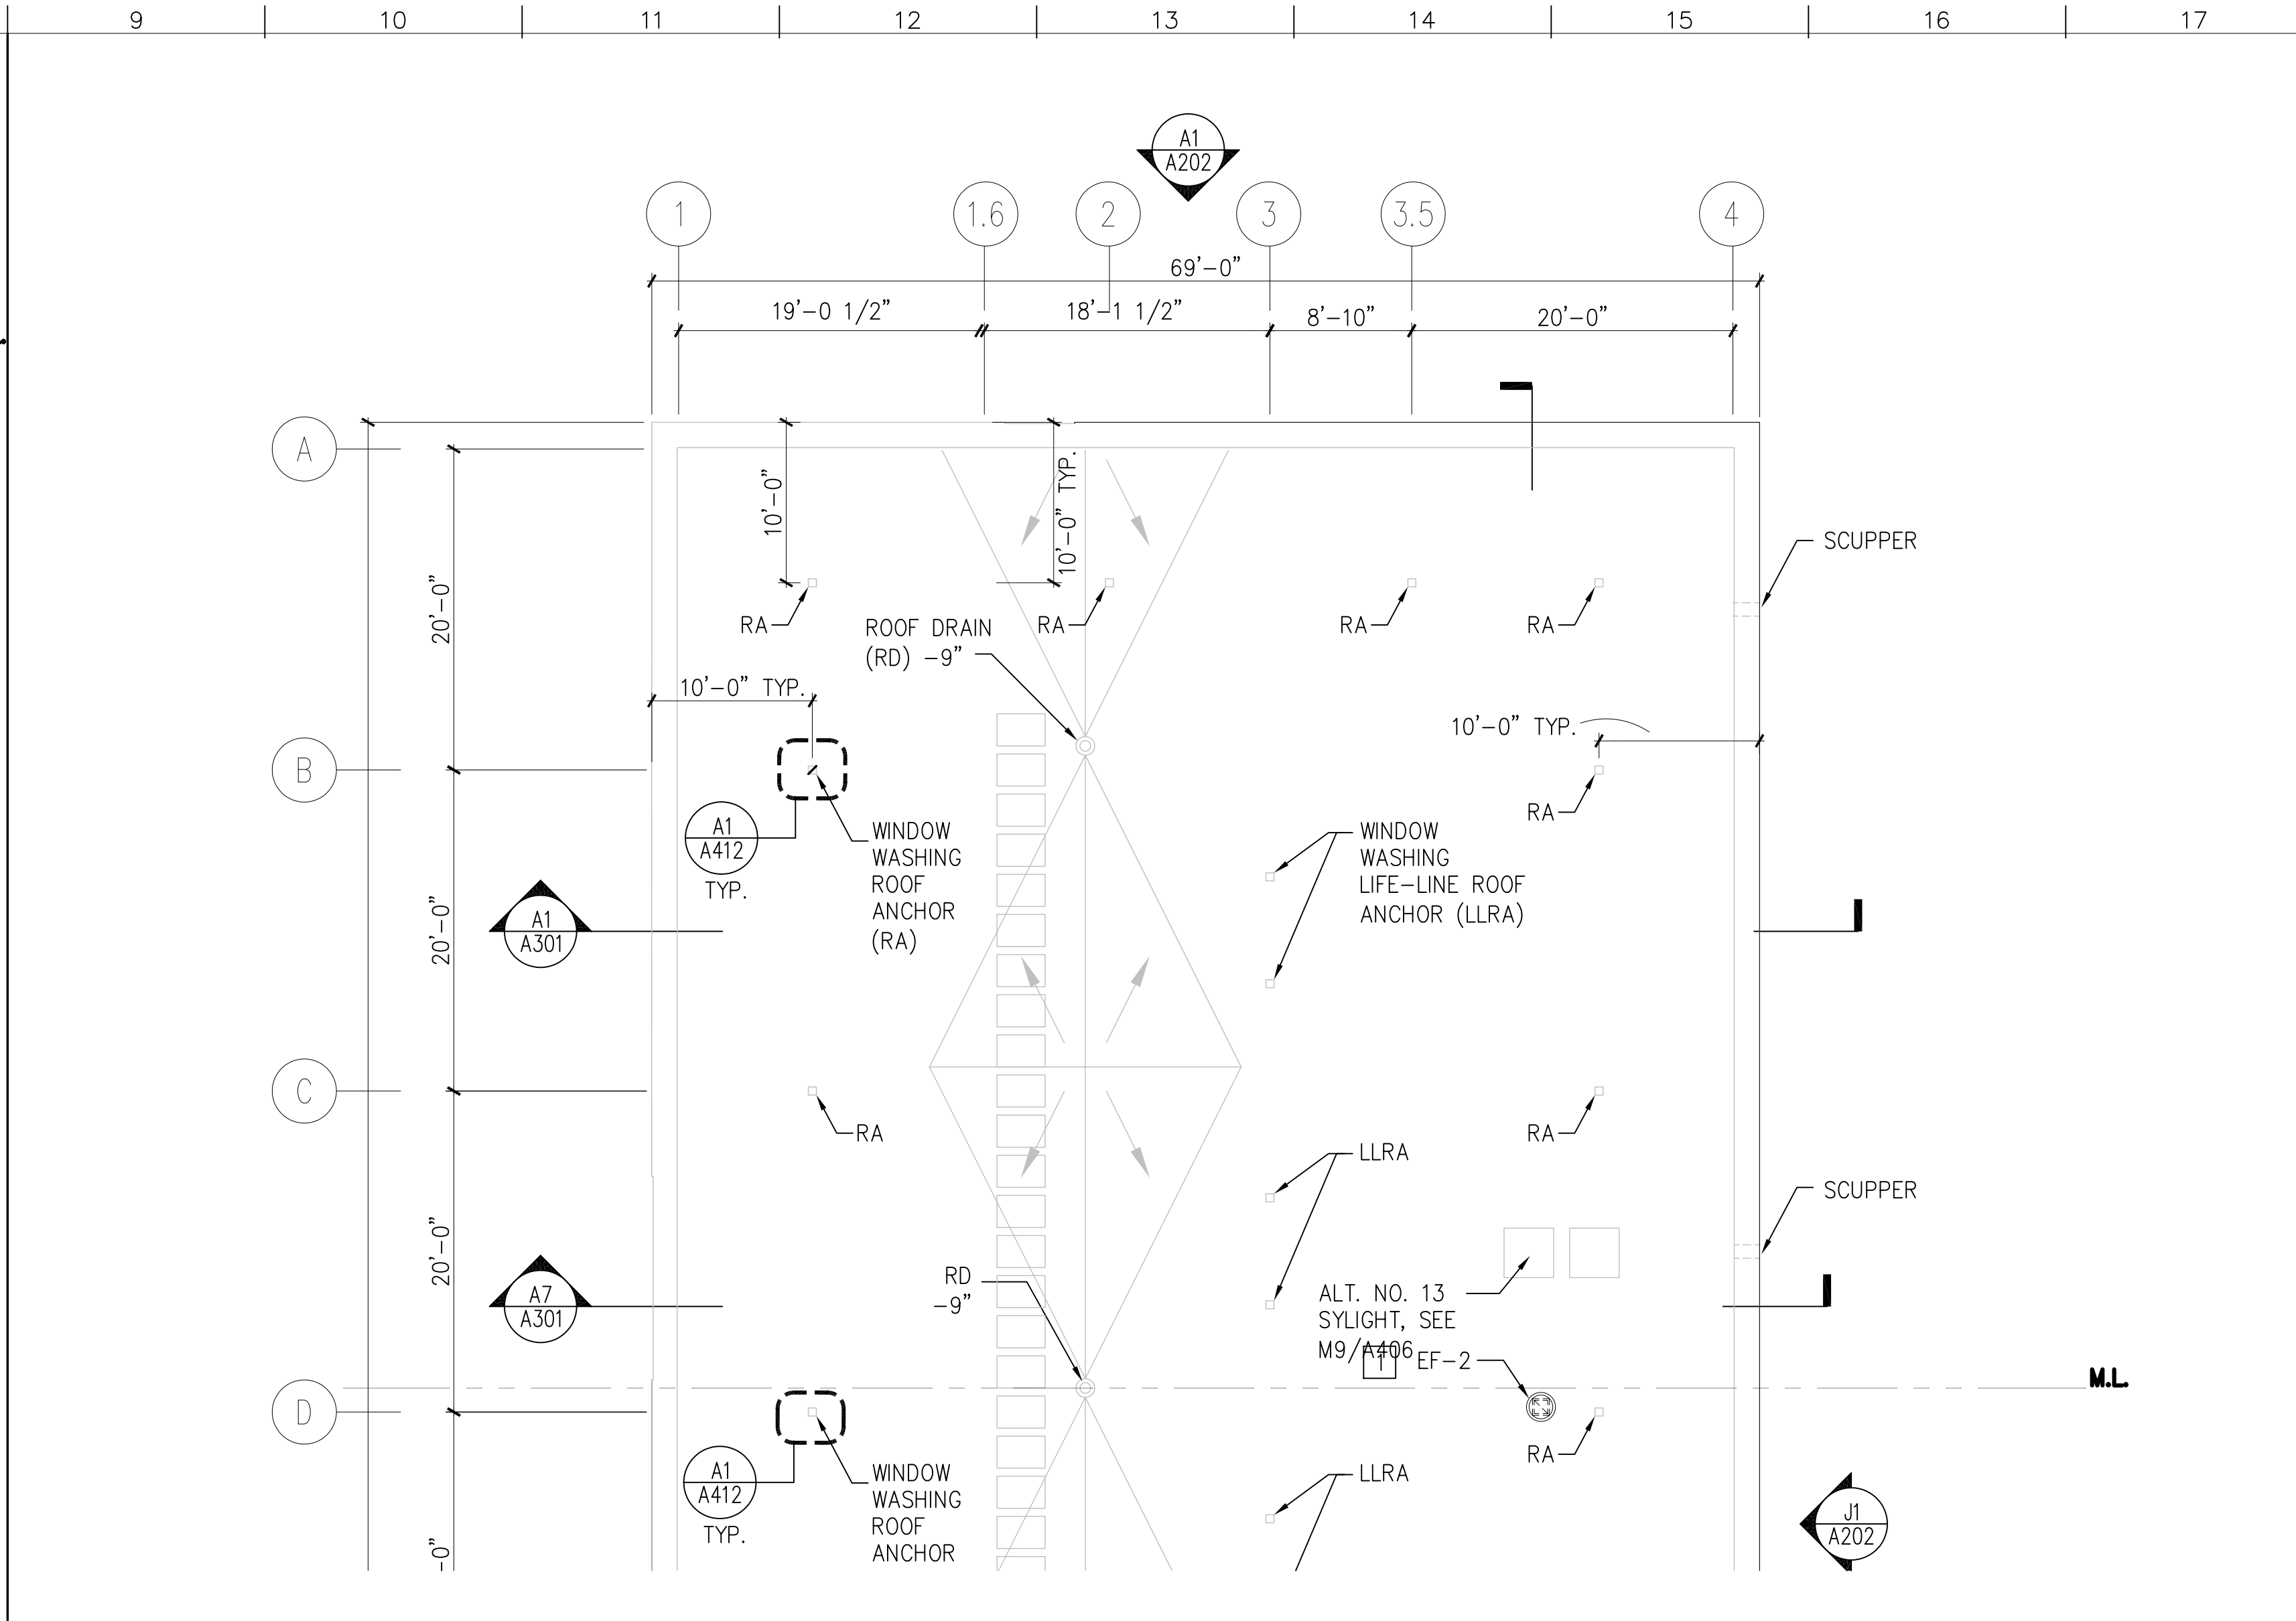 9 10 11 12 13 14 15 16 17
A1
A202
1 1.6 2 3 3.5 4
69'-0"
19'-0 1/2" 18'-1 1/2" 8'-10" 20'-0"
A
10'-0"
10'-0" TYP.
SCUPPER
20'-0"
RA RA RA RA
ROOF DRAIN
(RD) -9"
10'-0" TYP.
10'-0" TYP.
B
RA
A1
A412
TYP.
WINDOW
WASHING
ROOF
ANCHOR
(RA)
WINDOW
WASHING
LIFE-LINE ROOF
ANCHOR (LLRA)
A1
A301
20'-0"
C
RA
RA
LLRA
SCUPPER
20'-0"
A7
A301
RD
-9"
ALT. NO. 13
SYLIGHT, SEE
M9/A406
1 EF-2
M.L.
D
RA
A1
A412
TYP.
WINDOW
WASHING
ROOF
ANCHOR
LLRA
J1
A202
-0"